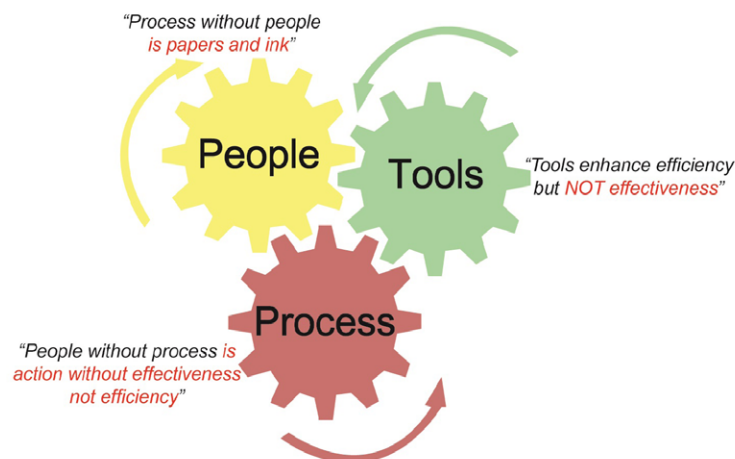 “Process without people
is papers and ink”
People
Tools
“Tools enhance efficiency
but NOT effectiveness”
Process
“People without process is
action without effectiveness
not efficiency”